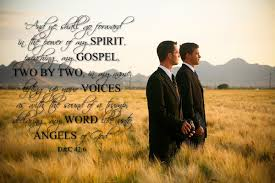 "And ye shall go forward
in the power of my SPIRIT,
preaching my GOSPEL,
TWO BY TWO, in my name,
lifting up your VOICES
as with the sound of a trump,
declaring my WORD like unto
ANGELS of God."
D&C 42:6